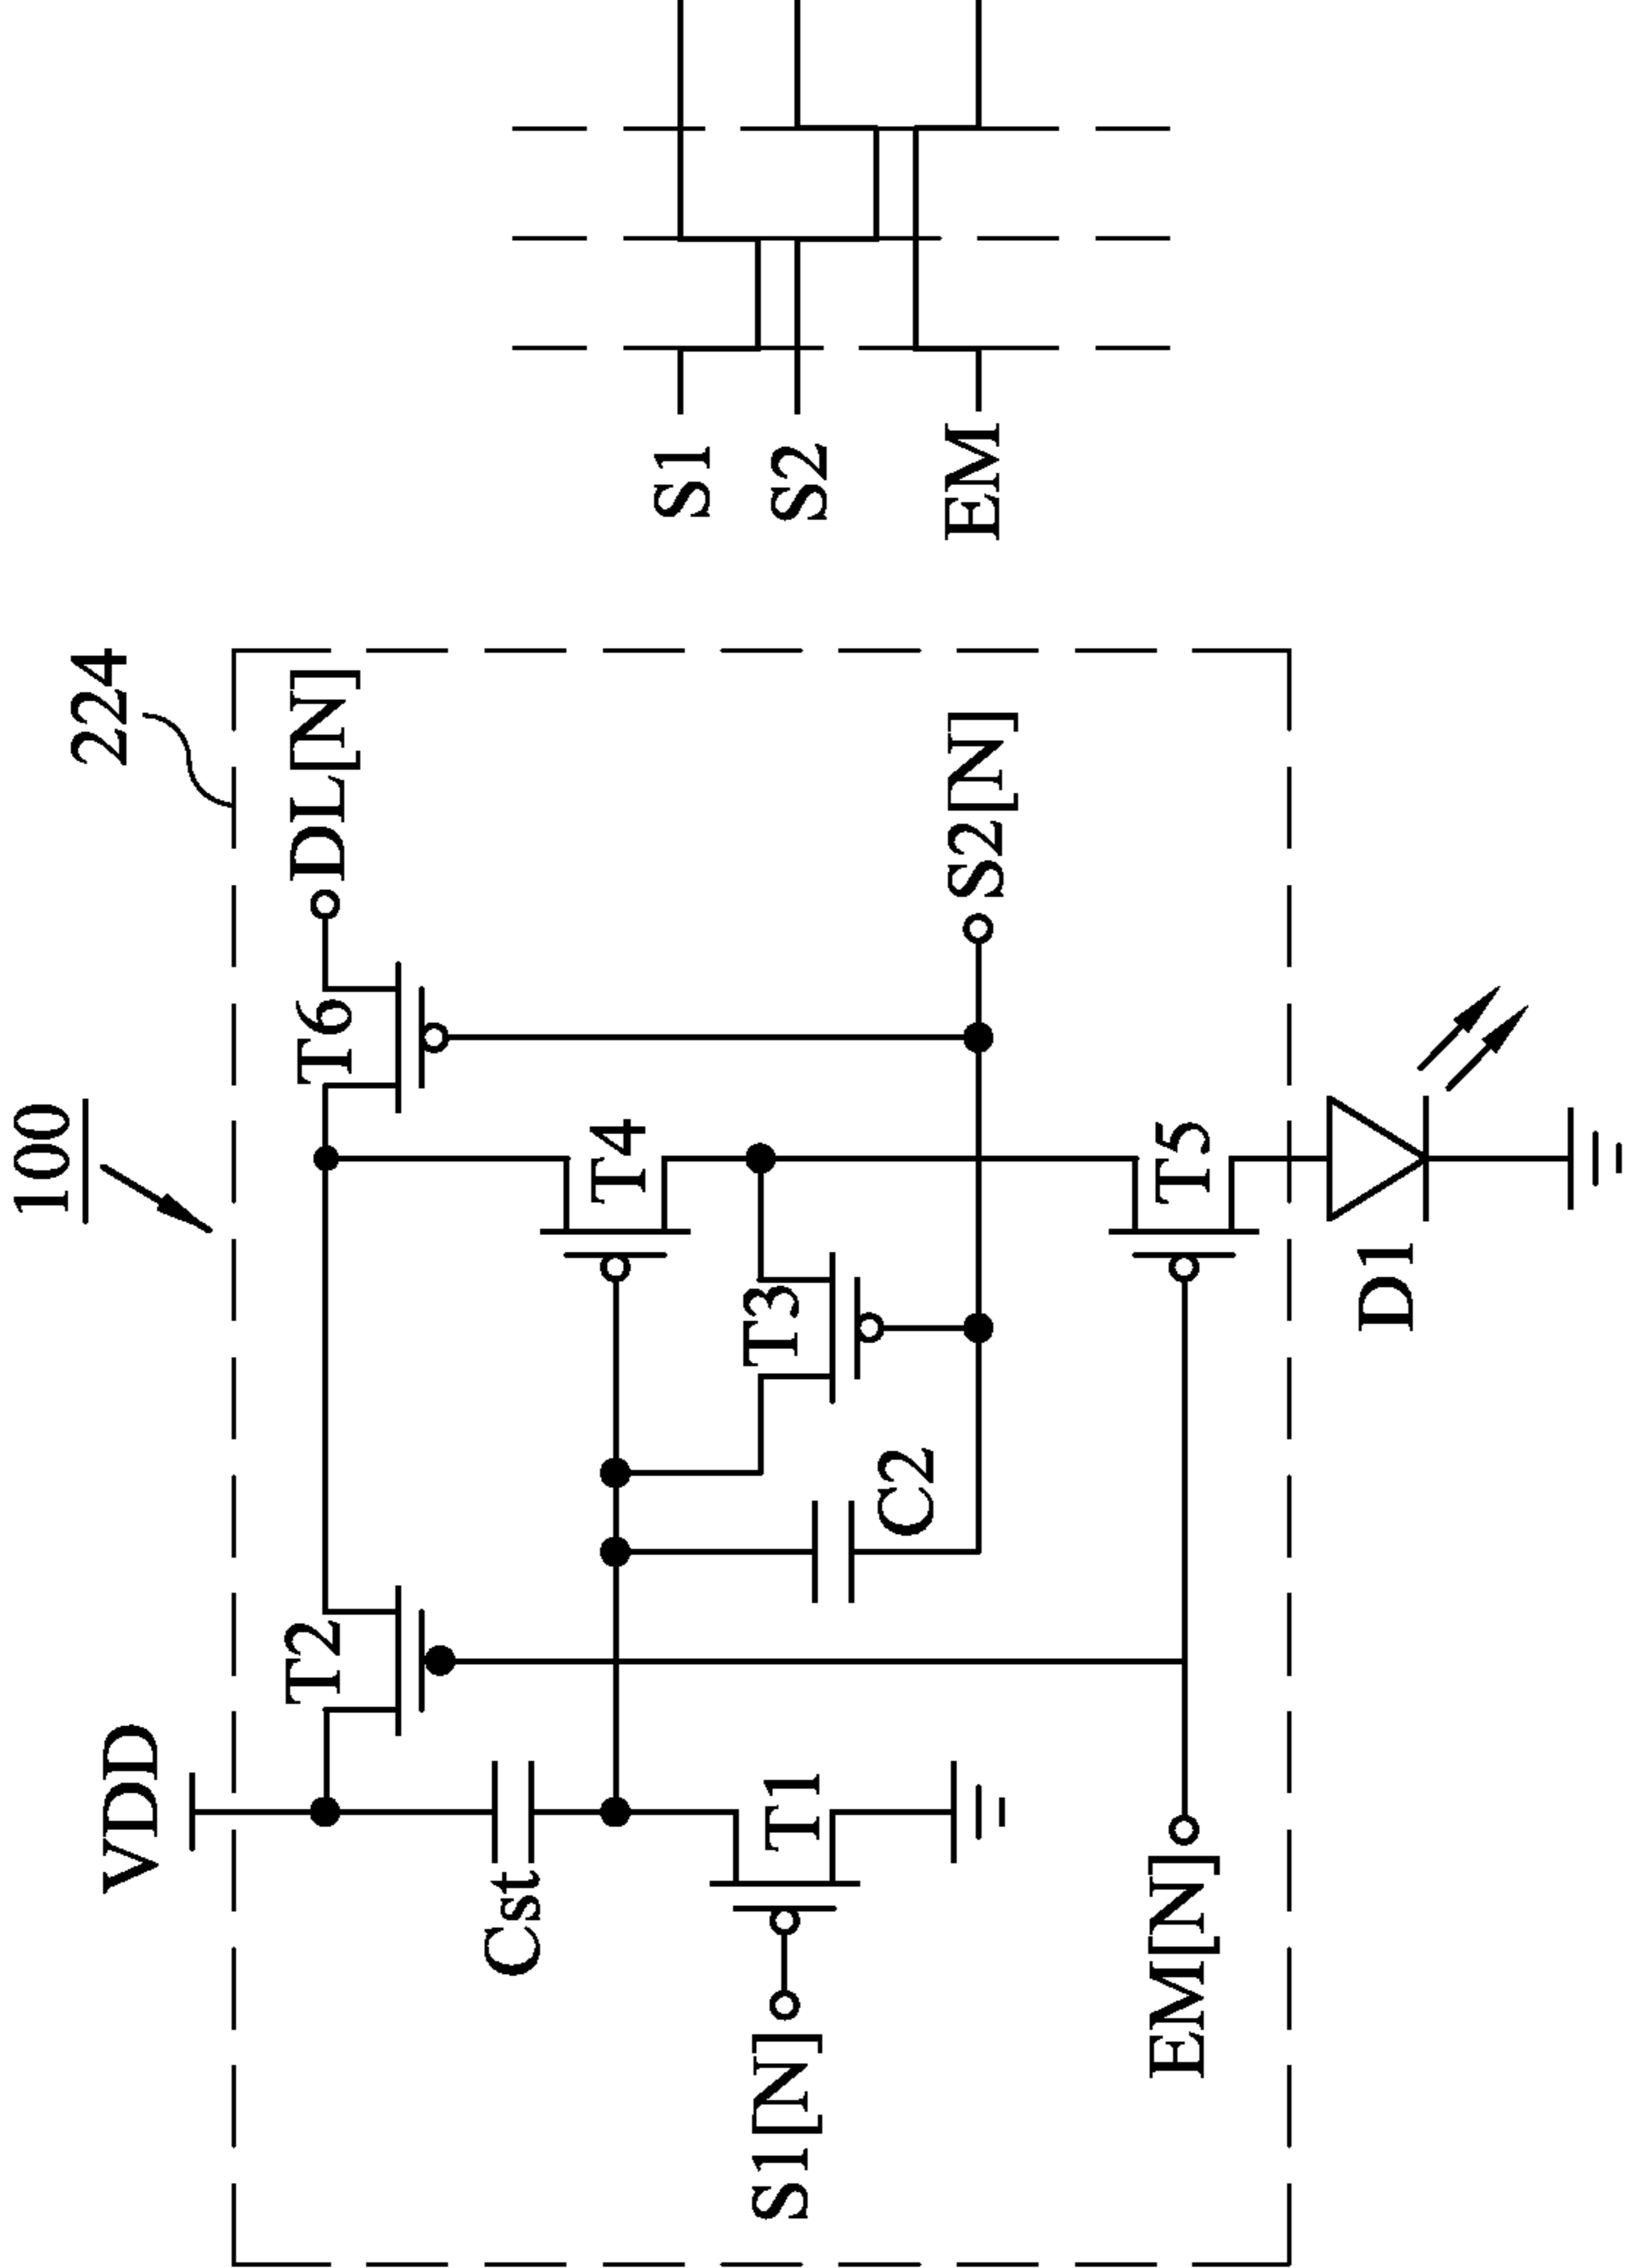 100
224
VDD
T2
T6
DL[N]
Cst
T4
S1
T1
T3
S2
S1[N]
C2
S2[N]
EM
EM[N]
T5
D1